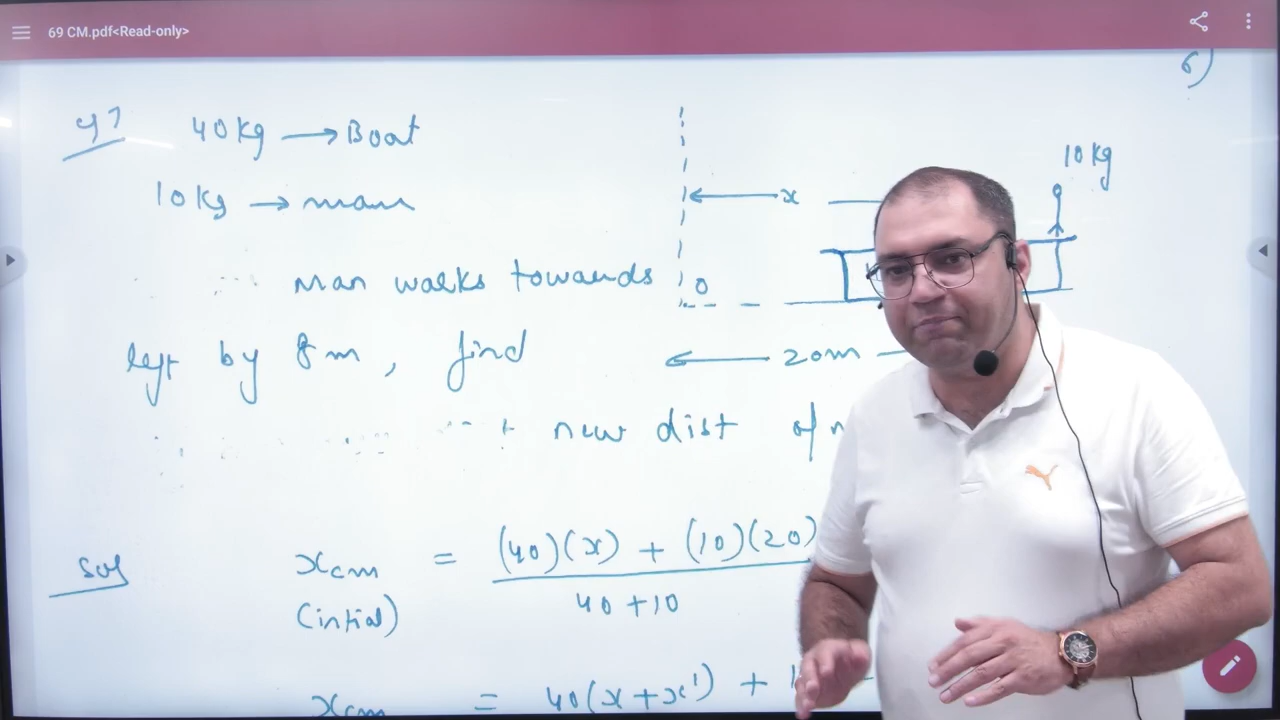 69 CM.pdf<Read-only>
6)
47 40 kg → Boat
10 kg
10 kg → man
x
man walks towards
0
left by 8m, find
20m
new dist of
sol xcm = (40)(x) + (10)(20)
(intial) 40 + 10
xcm = 40(x+x') +